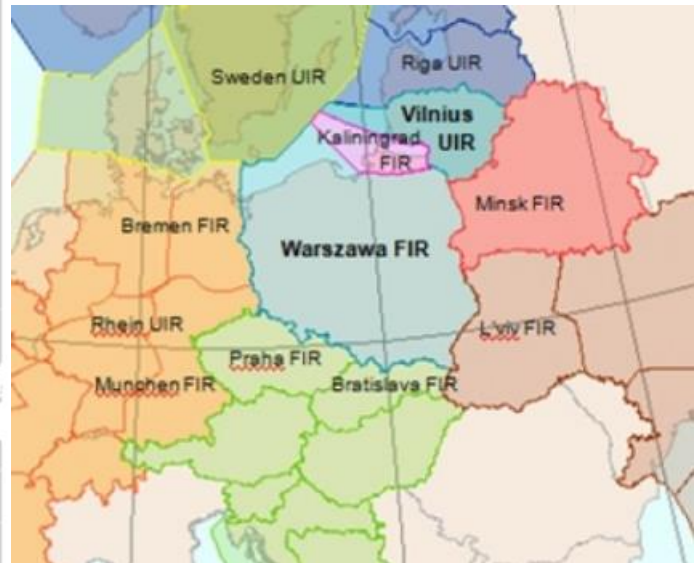 Sweden UIR
Riga UIR
Vilnius
UIR
Kaliningrad
FIR
Minsk FIR
Bremen FIR
Warszawa FIR
Rhein UIR
L'viv FIR
Praha FIR
Munchen FIR
Bratislava FIR